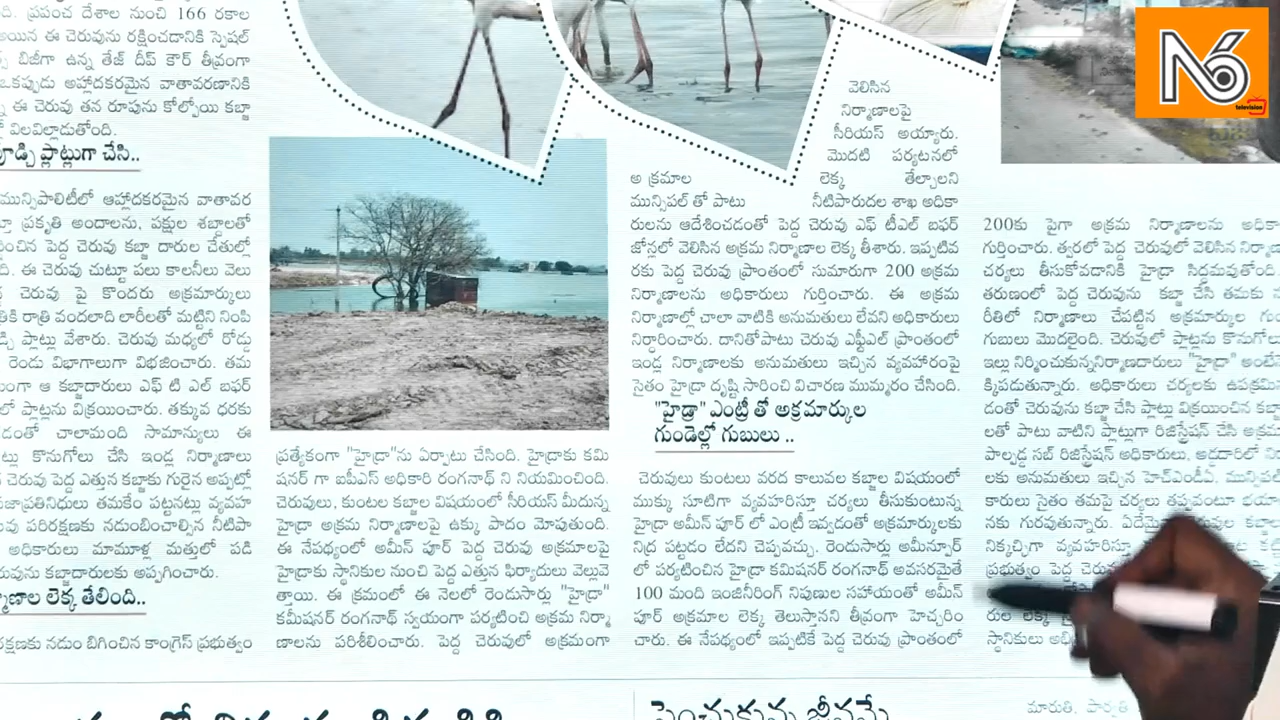 ది. ప్రపంచ దేశాల నుంచి 166 రకాల
అయిన ఈ చెరువును రక్షించడానికి స్పెషల్
బిజీగా ఉన్న తేజ్ దీప్ కౌర్ తీవ్రంగా
ఒకప్పుడు అహ్లాదకరమైన వాతావరణానికి
ఈ చెరువు తన రూపును కోల్పోయి కబ్జా
విలవిల్లాడుతోంది.
పూడ్చి ప్లాట్లుగా చేసి..
మున్సిపాలిటీలో ఆహ్లాదకరమైన వాతావర
ప్రకృతి అందాలను, పక్షుల శబ్దాలతో
పెద్ద చెరువు కబ్జా దారుల చేతుల్లో
ది. ఈ చెరువు చుట్టూ పలు కాలనీలు వెలు
చెరువు పై కొందరు అక్రమార్కులు
రాత్రి వందలాది లారీలతో మట్టిని నింపి
ప్లాట్లు వేశారు. చెరువు మధ్యలో రోడ్డు
రెండు విభాగాలుగా విభజించారు. తమ
ఆ కబ్జాదారులు ఎఫ్ టి ఎల్ బఫర్
లో ప్లాట్లను విక్రయించారు. తక్కువ ధరకు
డంతో చాలామంది సామాన్యులు ఈ
కొనుగోలు చేసి ఇండ్ల నిర్మాణాలు
చెరువు పెద్ద ఎత్తున కబ్జాకు గురైన అప్పట్లో
ప్రజాప్రతినిధులు తమకేం పట్టనట్లు వ్యవహ
పరిరక్షణకు నడుంబించాల్సిన నీటిపా
అధికారులు మామూళ్ల మత్తులో పడి
చెరువును కబ్జాదారులకు అప్పగించారు.
నిర్మాణాల లెక్క తేలింది..
రక్షణకు నడుం బిగించిన కాంగ్రెస్ ప్రభుత్వం
ప్రత్యేకంగా "హైడ్రా"ను ఏర్పాటు చేసింది. హైడ్రాకు కమి
షనర్ గా ఐపీఎస్ అధికారి రంగనాథ్ ని నియమించింది.
చెరువులు, కుంటల కబ్జాల విషయంలో సీరియస్ మీదున్న
హైడ్రా అక్రమ నిర్మాణాలపై ఉక్కు పాదం మోపుతుంది.
ఈ నేపథ్యంలో అమీన్ పూర్ పెద్ద చెరువు అక్రమాలపై
హైడ్రాకు స్థానికుల నుంచి పెద్ద ఎత్తున ఫిర్యాదులు చెల్లువె
త్తాయి. ఈ క్రమంలో ఈ నెలలో రెండుసార్లు "హైడ్రా"
కమీషనర్ రంగనాథ్ స్వయంగా పర్యటించి అక్రమ నిర్మా
ణాలను పరిశీలించారు. పెద్ద చెరువులో అక్రమంగా
వెలిసిన
నిర్మాణాలపై
సీరియస్ అయ్యారు.
మొదటి పర్యటనలో
అ క్రమాల లెక్క తేల్చాలని
మున్సిపల్ తో పాటు నీటిపారుదల శాఖ అధికా
రులను ఆదేశించడంతో పెద్ద చెరువు ఎఫ్ టీఎల్ బఫర్
జోన్లలో వెలిసిన అక్రమ నిర్మాణాల లెక్క తీశారు. ఇప్పటివ
రకు పెద్ద చెరువు ప్రాంతంలో సుమారుగా 200 అక్రమ
నిర్మాణాలను అధికారులు గుర్తించారు. ఈ అక్రమ
నిర్మాణాల్లో చాలా వాటికి అనుమతులు లేవని అధికారులు
నిర్ధారించారు. దానితోపాటు చెరువు ఎఫ్టీఎల్ ప్రాంతంలో
ఇండ్ల నిర్మాణాలకు అనుమతులు ఇచ్చిన వ్యవహారంపై
సైతం హైడ్రా దృష్టి సారించి విచారణ ముమ్మరం చేసింది.
"హైడ్రా" ఎంట్రీ తో అక్రమార్కుల
గుండెల్లో గుబులు ..
చెరువులు కుంటలు వరద కాలువల కబ్జాల విషయంలో
ముక్కు సూటిగా వ్యవహరిస్తూ చర్యలు తీసుకుంటున్న
హైడ్రా అమీన్ పూర్ లో ఎంట్రీ ఇవ్వడంతో అక్రమార్కులకు
నిద్ర పట్టడం లేదని చెప్పవచ్చు. రెండుసార్లు అమీన్పూర్
లో పర్యటించిన హైడ్రా కమిషనర్ రంగనాథ్ అవసరమైతే
100 మంది ఇంజినీరింగ్ నిపుణుల సహాయంతో అమీన్
పూర్ అక్రమాల లెక్క తెలుస్తానని తీవ్రంగా హెచ్చరిం
చారు. ఈ నేపథ్యంలో ఇప్పటికే పెద్ద చెరువు ప్రాంతంలో
200కు పైగా అక్రమ నిర్మాణాలను అధికా
గుర్తించారు. త్వరలో పెద్ద చెరువులో వెలిసిన నిర్మా
చర్యలు తీసుకోవడానికి హైడ్రా సిద్ధమవుతోంది
తరుణంలో పెద్ద చెరువును కబ్జా చేసి తమకు
రీతిలో నిర్మాణాలు చేపట్టిన అక్రమార్కుల గు
గుబులు మొదలైంది. చెరువులో ప్లాట్లను కొనుగోలు
ఇల్లు నిర్మించుకున్ననిర్మాణదారులు "హైడ్రా" అంటే
క్కిపడుతున్నారు. అధికారులు చర్యలకు ఉపక్రమి
డంతో చెరువును కబ్జా చేసి ప్లాట్లు విక్రయించిన కబ్జా
లతో పాటు వాటిని ప్లాట్లుగా రిజిస్ట్రేషన్ చేసి అక్రమ
పాల్పడ్డ సబ్ రిజిస్ట్రేషన్ అధికారులు, అడ్డదారిలో
లకు అనుమతులు ఇచ్చిన హెచ్ఎండీఏ, మున్సిపల్
కారులు సైతం తమపై చర్యలు తప్పవంటూ
నకు గురవుతున్నారు. ఏదేమై
నిక్కచ్చిగా వ్యవహరిస్తూ
ప్రభుత్వం పెద్ద చెరువు
రుల లెక్క
స్థానికులు
పెంచుకున్న జీవమే
మారుతి, పార్వతి
N6
television